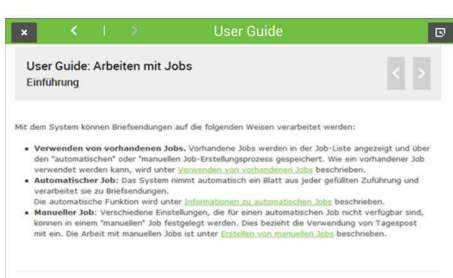 User Guide
User Guide: Arbeiten mit Jobs
Einführung
Mit dem System können Briefsendungen auf die folgenden Weisen verarbeitet werden:
• Verwenden von vorhandenen Jobs. Vorhandene Jobs werden in der Job-Liste angezeigt und über
den "automatischen" oder "manuellen Job-Erstellungsprozess gespeichert. Wie ein vorhandener Job
verwendet werden kann, wird unter Verwenden von vorhandenen Jobs beschrieben.
• Automatischer Job: Das System nimmt automatisch ein Blatt aus jeder gefüllten Zuführung und
verarbeitet sie zu Briefsendungen.
Die automatische Funktion wird unter Informationen zu automatischen Jobs beschrieben.
• Manueller Job: Verschiedene Einstellungen, die für einen automatischen Job nicht verfügbar sind,
können in einem "manuellen" Job festgelegt werden. Dies bezieht die Verwendung von Tagespost
mit ein. Die Arbeit mit manuellen Jobs ist unter Erstellen von manuellen Jobs beschrieben.